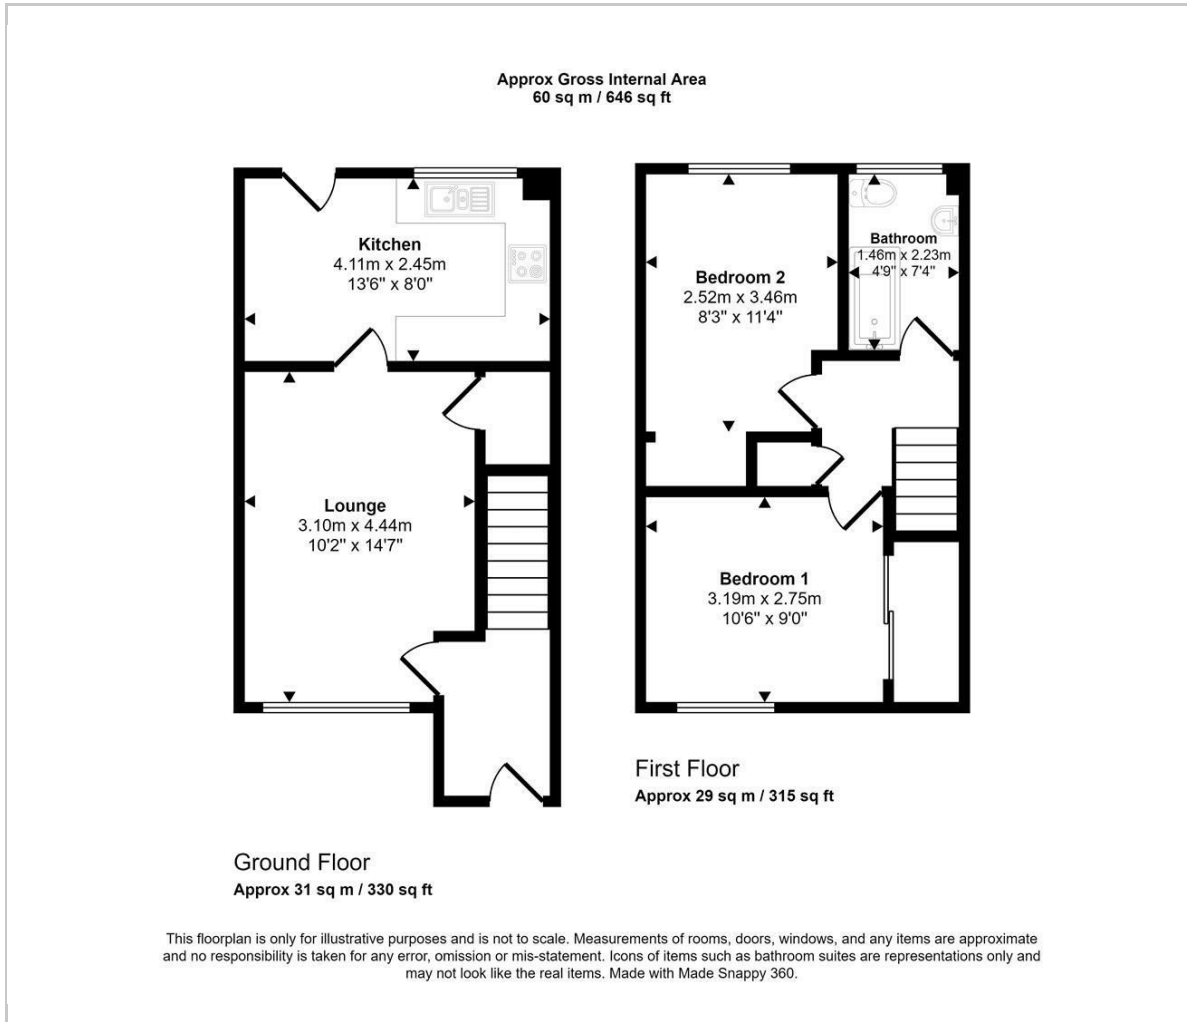 Approx Gross Internal Area
60 sq m / 646 sq ft
Kitchen
4.11m x 2.45m
13'6" x 8'0"
Lounge
3.10m x 4.44m
10'2" x 14'7"
Bedroom 2
2.52m x 3.46m
8'3" x 11'4"
Bathroom
1.46m x 2.23m
4'9" x 7'4"
Bedroom 1
3.19m x 2.75m
10'6" x 9'0"
First Floor
Approx 29 sq m / 315 sq ft
Ground Floor
Approx 31 sq m / 330 sq ft
This floorplan is only for illustrative purposes and is not to scale. Measurements of rooms, doors, windows, and any items are approximate
and no responsibility is taken for any error, omission or mis-statement. Icons of items such as bathroom suites are representations only and
may not look like the real items. Made with Made Snappy 360.